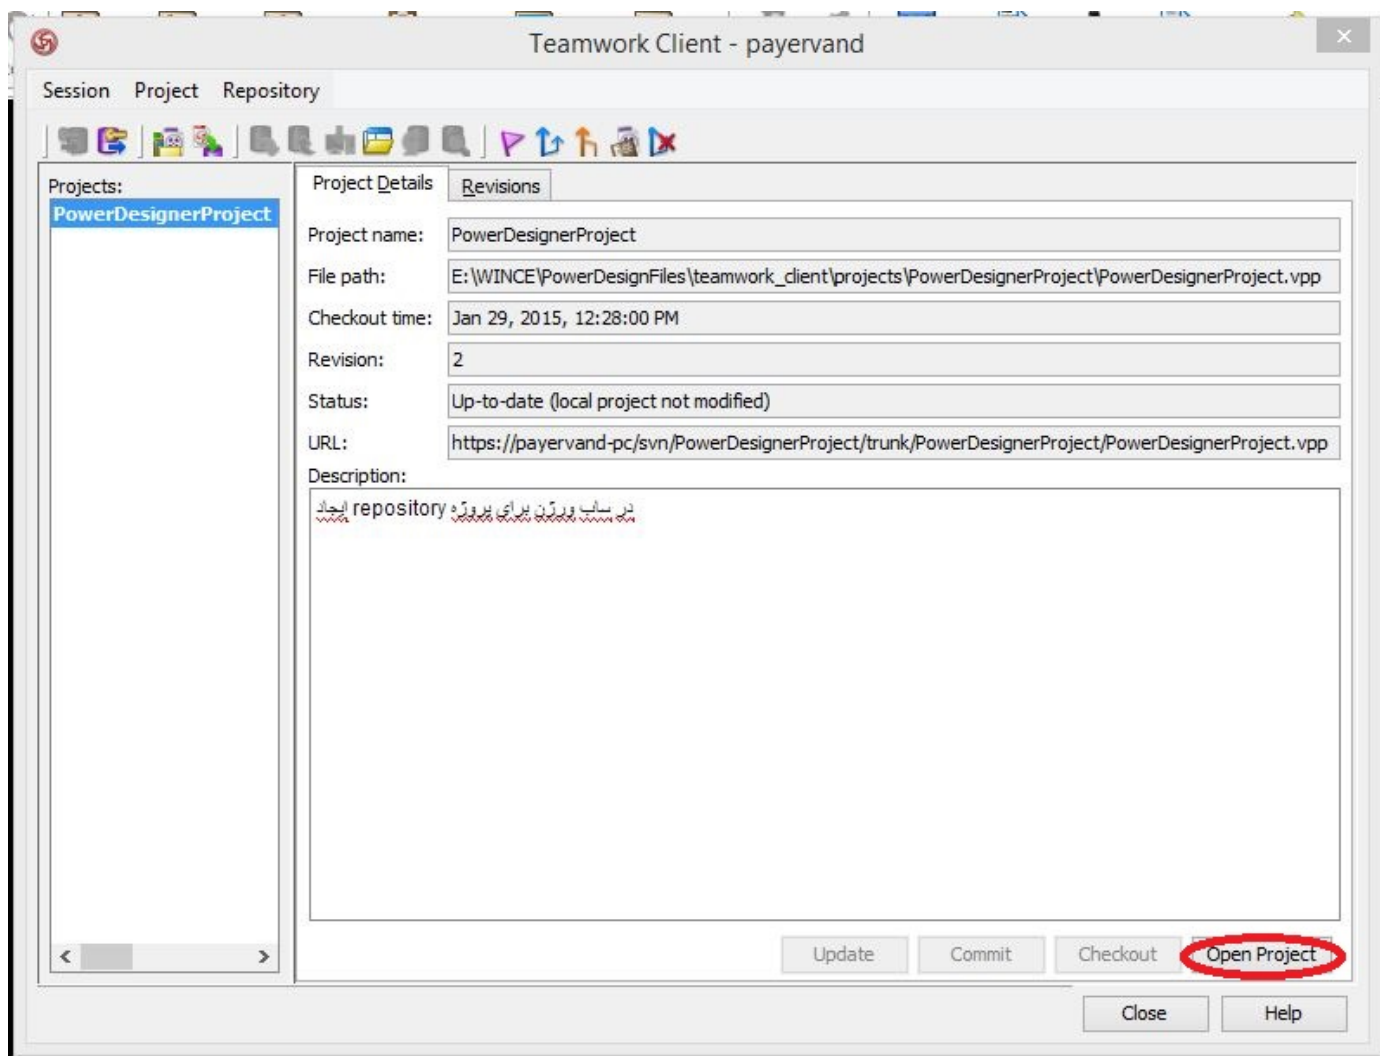 Teamwork Client - payervand
Session Project Repository
Projects:
PowerDesignerProject
Project Details Revisions
Project name: PowerDesignerProject
File path: E:\WINCE\PowerDesignFiles\teamwork_client\projects\PowerDesignerProject\PowerDesignerProject.vpp
Checkout time: Jan 29, 2015, 12:28:00 PM
Revision: 2
Status: Up-to-date (local project not modified)
URL: https://payervand-pc/svn/PowerDesignerProject/trunk/PowerDesignerProject/PowerDesignerProject.vpp
Description:
ایجاد repository در ساب ورژن برای پروژه
Update Commit Checkout Open Project
Close Help